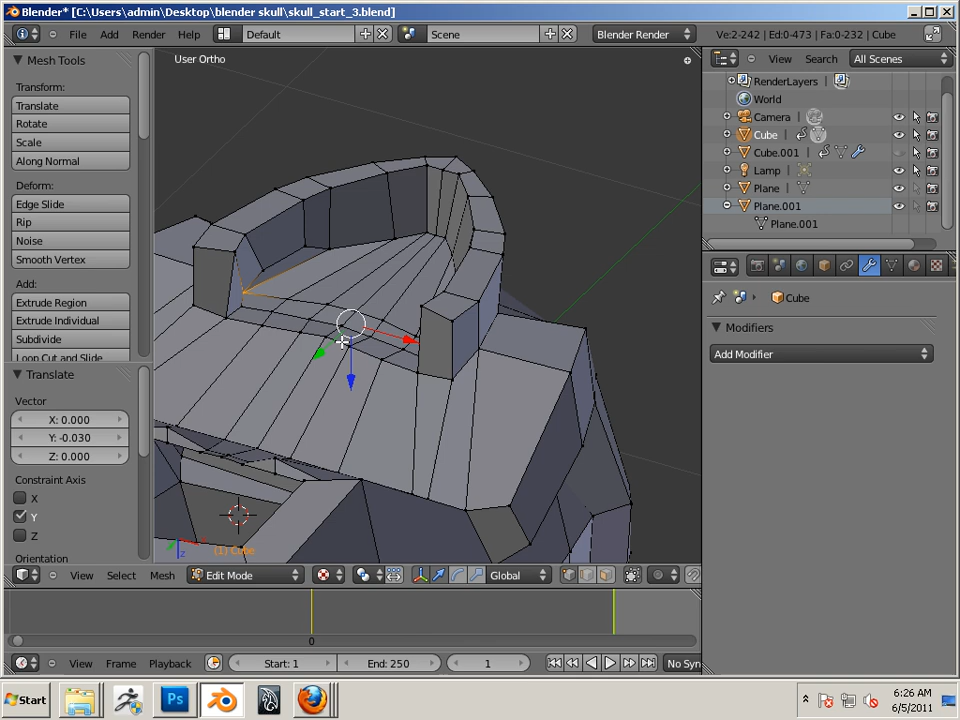 Blender* [C:\Users\admin\Desktop\blender skull\skull_start_3.blend]
File Add Render Help Default Scene Blender Render Ve:2-242 | Ed:0-473 | Fa:0-232 | Cube
Mesh Tools
Transform:
Translate
Rotate
Scale
Along Normal
Deform:
Edge Slide
Rip
Noise
Smooth Vertex
Add:
Extrude Region
Extrude Individual
Subdivide
Loop Cut and Slide
Translate
Vector
X: 0.000
Y: -0.030
Z: 0.000
Constraint Axis
X
Y
Z
Orientation
User Ortho
z
(1) Cube
View Select Mesh Edit Mode Global
0
View Frame Playback Start: 1 End: 250 1 No Syn
View Search All Scenes
RenderLayers |
World
Camera |
Cube |
Cube.001 |
Lamp |
Plane |
Plane.001
Plane.001
Cube
Modifiers
Add Modifier
Start Ps 6:26 AM
6/5/2011